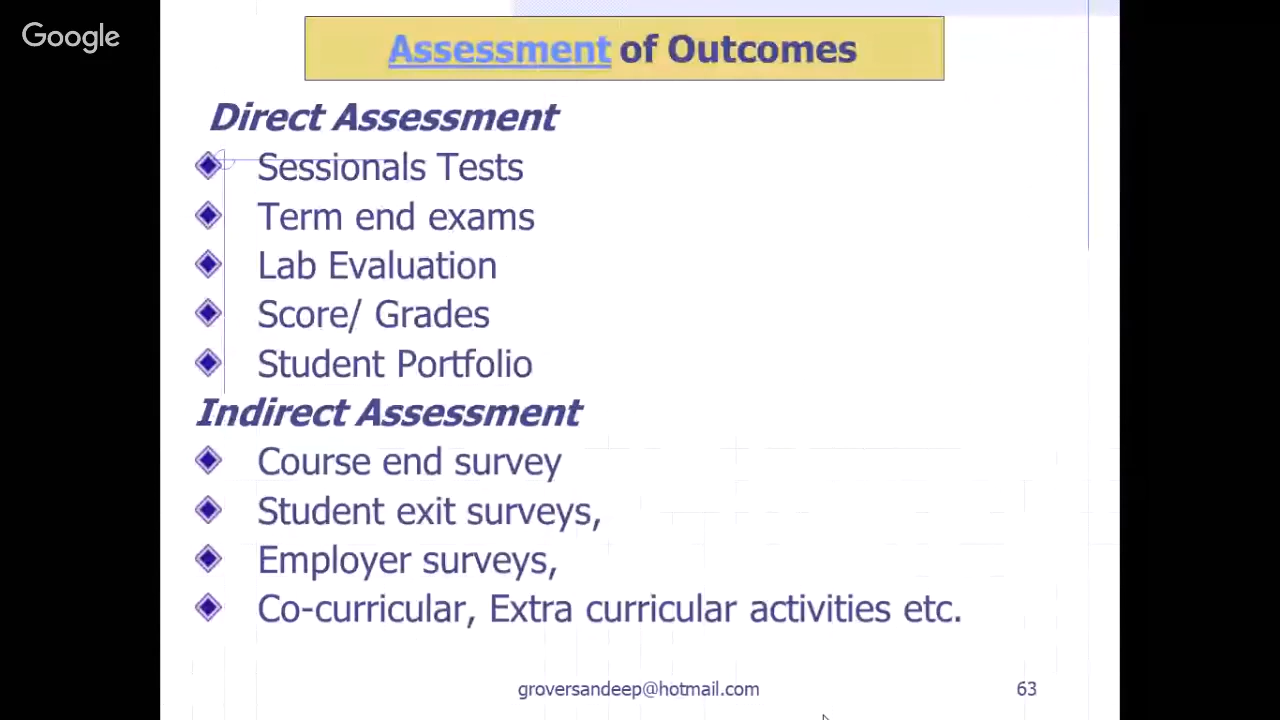 Google
Assessment of Outcomes
Direct Assessment
Sessionals Tests
Term end exams
Lab Evaluation
Score/ Grades
Student Portfolio
Indirect Assessment
Course end survey
Student exit surveys,
Employer surveys,
Co-curricular, Extra curricular activities etc.
groversandeep@hotmail.com
63